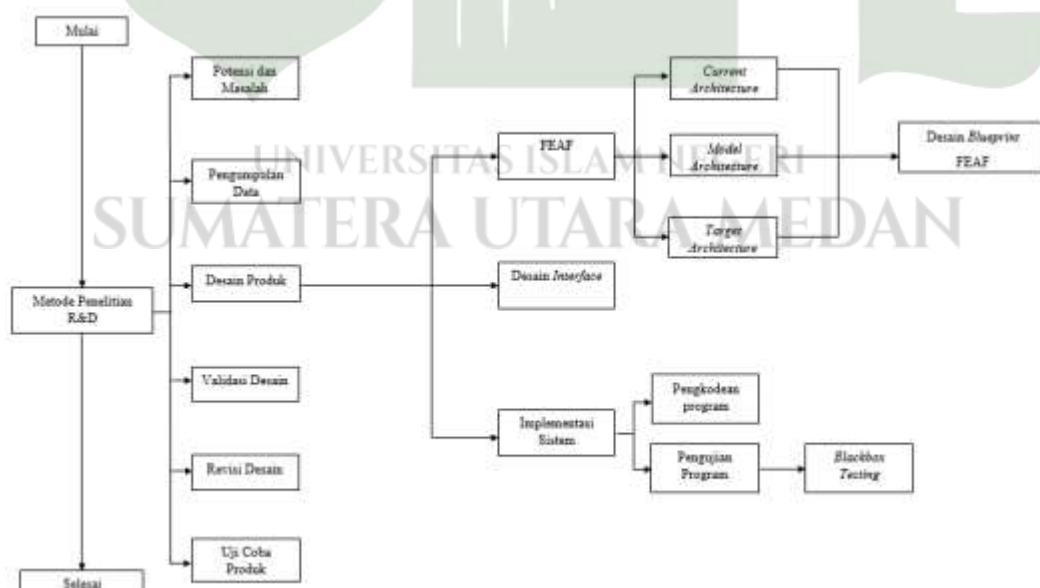 Mulai
Potensi dan
Masalah
Current
Architecture
FEAF
Model
Architecture
Desain Blueprint
FEAF
UNIVERSITAS ISLAM NEGERI
SUMATERA UTARA MEDAN
Pengumpulan
Data
Target
Architecture
Desain Produk
Desain Interface
Metode Penelitian
R&D
Validasi Desain
Pengkodean
program
Implementasi
Sistem
Pengujian
Program
Blackbox
Testing
Revisi Desain
Uji Coba
Produk
Selesai